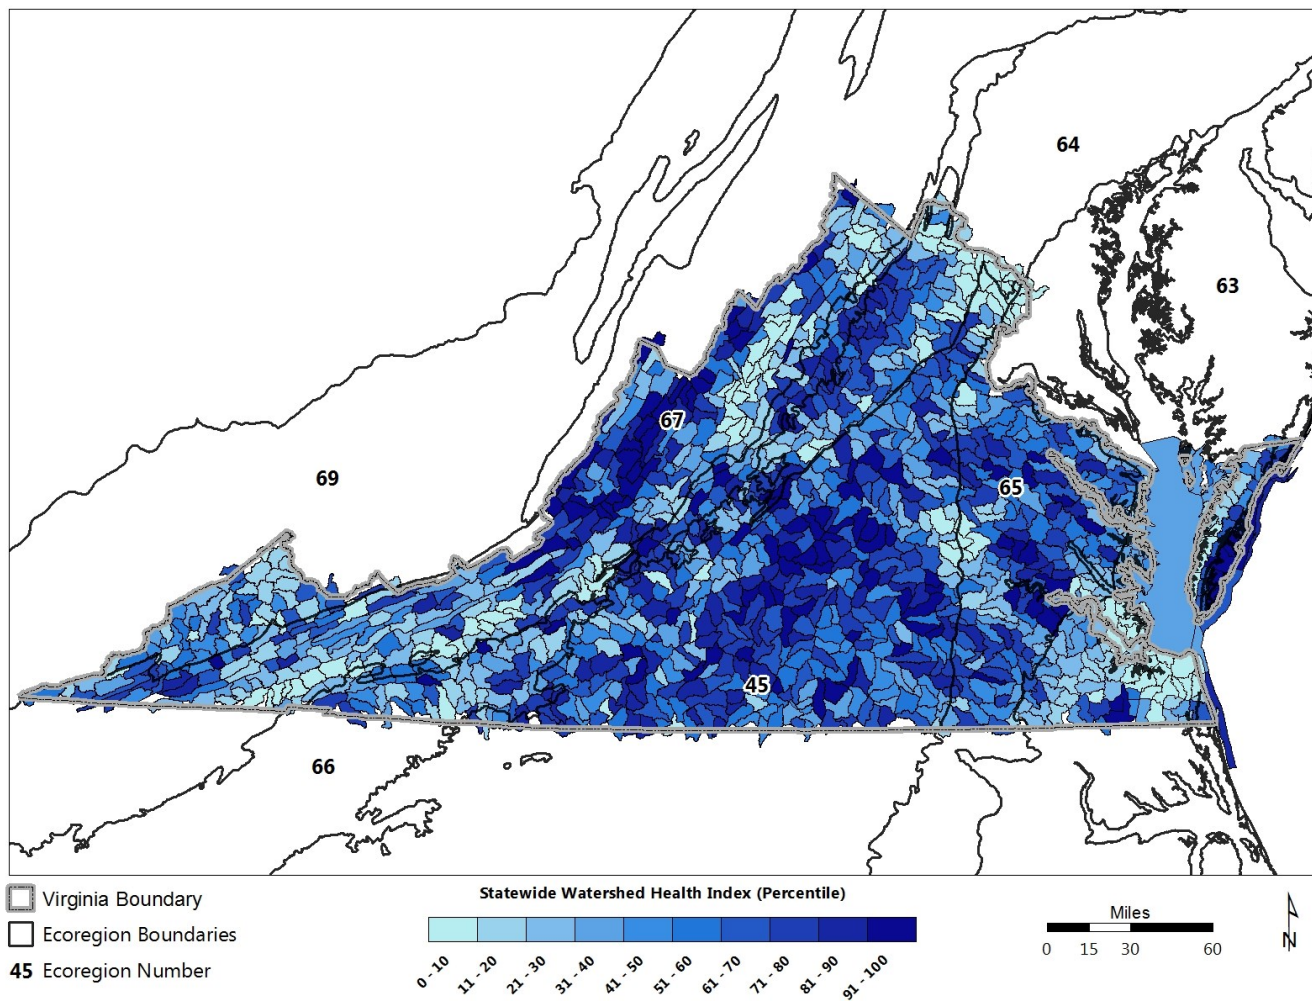 64
63
67
69
65
45
66
Virginia Boundary
Ecoregion Boundaries
45 Ecoregion Number
Statewide Watershed Health Index (Percentile)
0 - 10
11 - 20
21 - 30
31 - 40
41 - 50
51 - 60
61 - 70
71 - 80
81 - 90
91 - 100
Miles
0 15 30 60
N